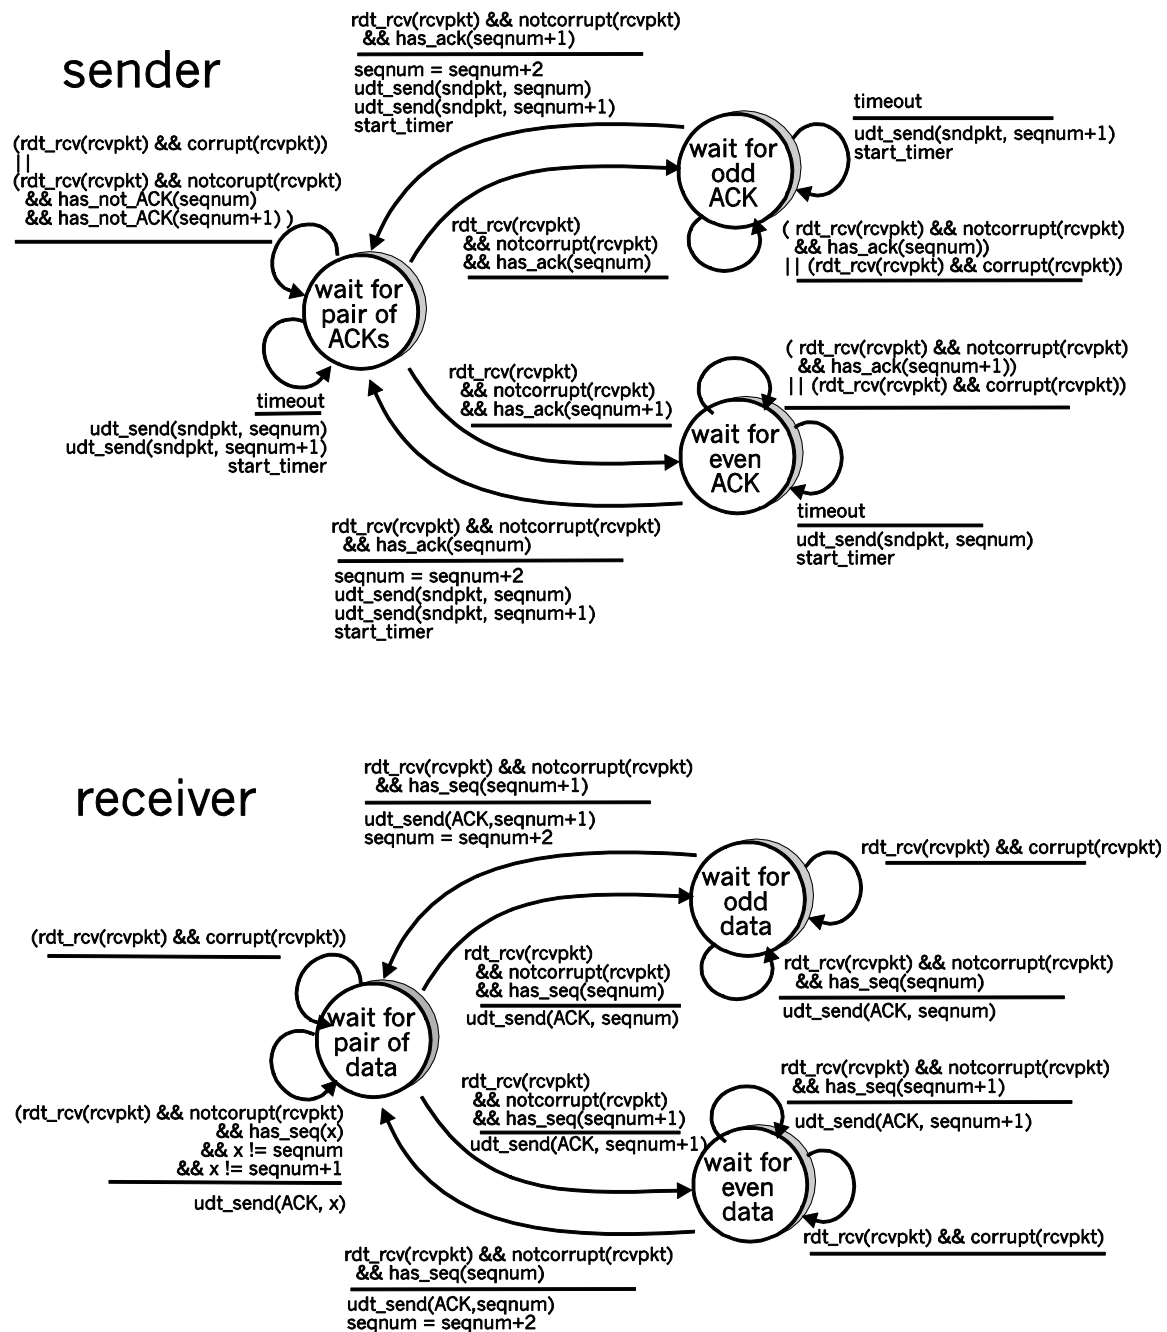 rdt_rcv(rcvpkt) && notcorrupt(rcvpkt)
&& has_ack(seqnum+1)
seqnum = seqnum+2
udt_send(sndpkt, seqnum)
udt_send(sndpkt, seqnum+1)
start_timer
sender
(rdt_rcv(rcvpkt) && corrupt(rcvpkt))
||
(rdt_rcv(rcvpkt) && notcorupt(rcvpkt)
&& has_not_ACK(seqnum)
&& has_not_ACK(seqnum+1) )
wait for
odd
ACK
timeout
udt_send(sndpkt, seqnum+1)
start_timer
rdt_rcv(rcvpkt)
&& notcorrupt(rcvpkt)
&& has_ack(seqnum)
( rdt_rcv(rcvpkt) && notcorrupt(rcvpkt)
&& has_ack(seqnum))
|| (rdt_rcv(rcvpkt) && corrupt(rcvpkt))
wait for
pair of
ACKs
timeout
udt_send(sndpkt, seqnum)
udt_send(sndpkt, seqnum+1)
start_timer
rdt_rcv(rcvpkt)
&& notcorrupt(rcvpkt)
&& has_ack(seqnum+1)
( rdt_rcv(rcvpkt) && notcorrupt(rcvpkt)
&& has_ack(seqnum+1))
|| (rdt_rcv(rcvpkt) && corrupt(rcvpkt))
wait for
even
ACK
timeout
udt_send(sndpkt, seqnum)
start_timer
rdt_rcv(rcvpkt) && notcorrupt(rcvpkt)
&& has_ack(seqnum)
seqnum = seqnum+2
udt_send(sndpkt, seqnum)
udt_send(sndpkt, seqnum+1)
start_timer
receiver
rdt_rcv(rcvpkt) && notcorrupt(rcvpkt)
&& has_seq(seqnum+1)
udt_send(ACK,seqnum+1)
seqnum = seqnum+2
wait for
odd
data
rdt_rcv(rcvpkt) && corrupt(rcvpkt)
(rdt_rcv(rcvpkt) && corrupt(rcvpkt))
rdt_rcv(rcvpkt)
&& notcorrupt(rcvpkt)
&& has_seq(seqnum)
udt_send(ACK, seqnum)
rdt_rcv(rcvpkt) && notcorrupt(rcvpkt)
&& has_seq(seqnum)
udt_send(ACK, seqnum)
wait for
pair of
data
(rdt_rcv(rcvpkt) && notcorupt(rcvpkt)
&& has_seq(x)
&& x != seqnum
&& x != seqnum+1
udt_send(ACK, x)
rdt_rcv(rcvpkt)
&& notcorrupt(rcvpkt)
&& has_seq(seqnum+1)
udt_send(ACK, seqnum+1)
rdt_rcv(rcvpkt) && notcorrupt(rcvpkt)
&& has_seq(seqnum+1)
udt_send(ACK, seqnum+1)
wait for
even
data
rdt_rcv(rcvpkt) && corrupt(rcvpkt)
rdt_rcv(rcvpkt) && notcorrupt(rcvpkt)
&& has_seq(seqnum)
udt_send(ACK,seqnum)
seqnum = seqnum+2